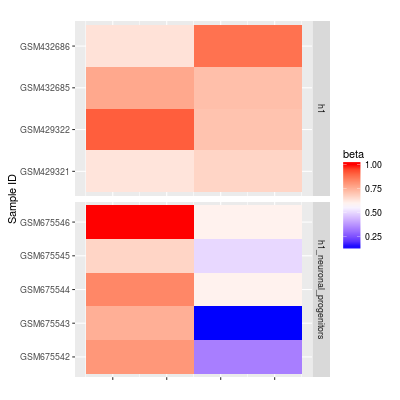 GSM432686
GSM432685
GSM429322
GSM429321
h1
GSM675546
GSM675545
GSM675544
GSM675543
GSM675542
h1_neuronal_progenitors
Sample ID
beta
1.00
0.75
0.50
0.25